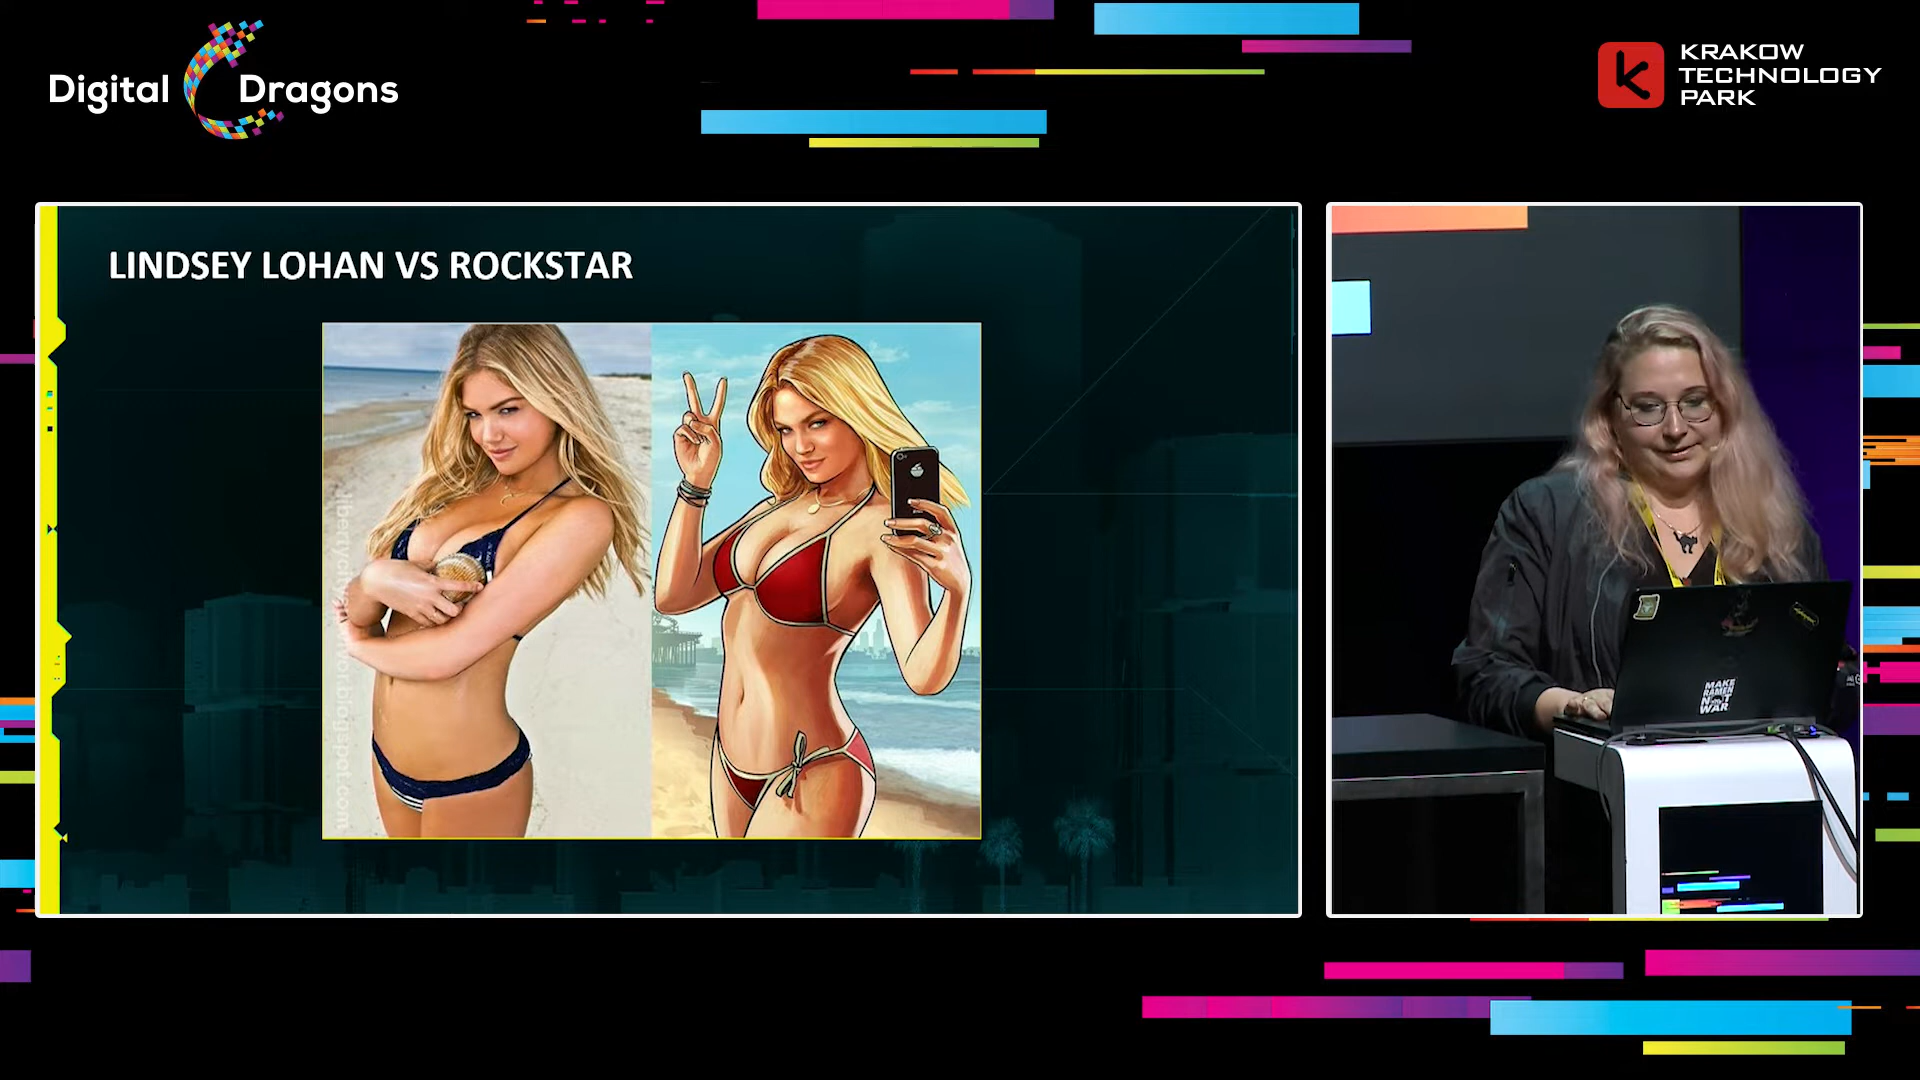 Digital Dragons
KRAKOW
TECHNOLOGY
PARK
LINDSEY LOHAN VS ROCKSTAR
MAKE
RAMEN
NOT
WAR